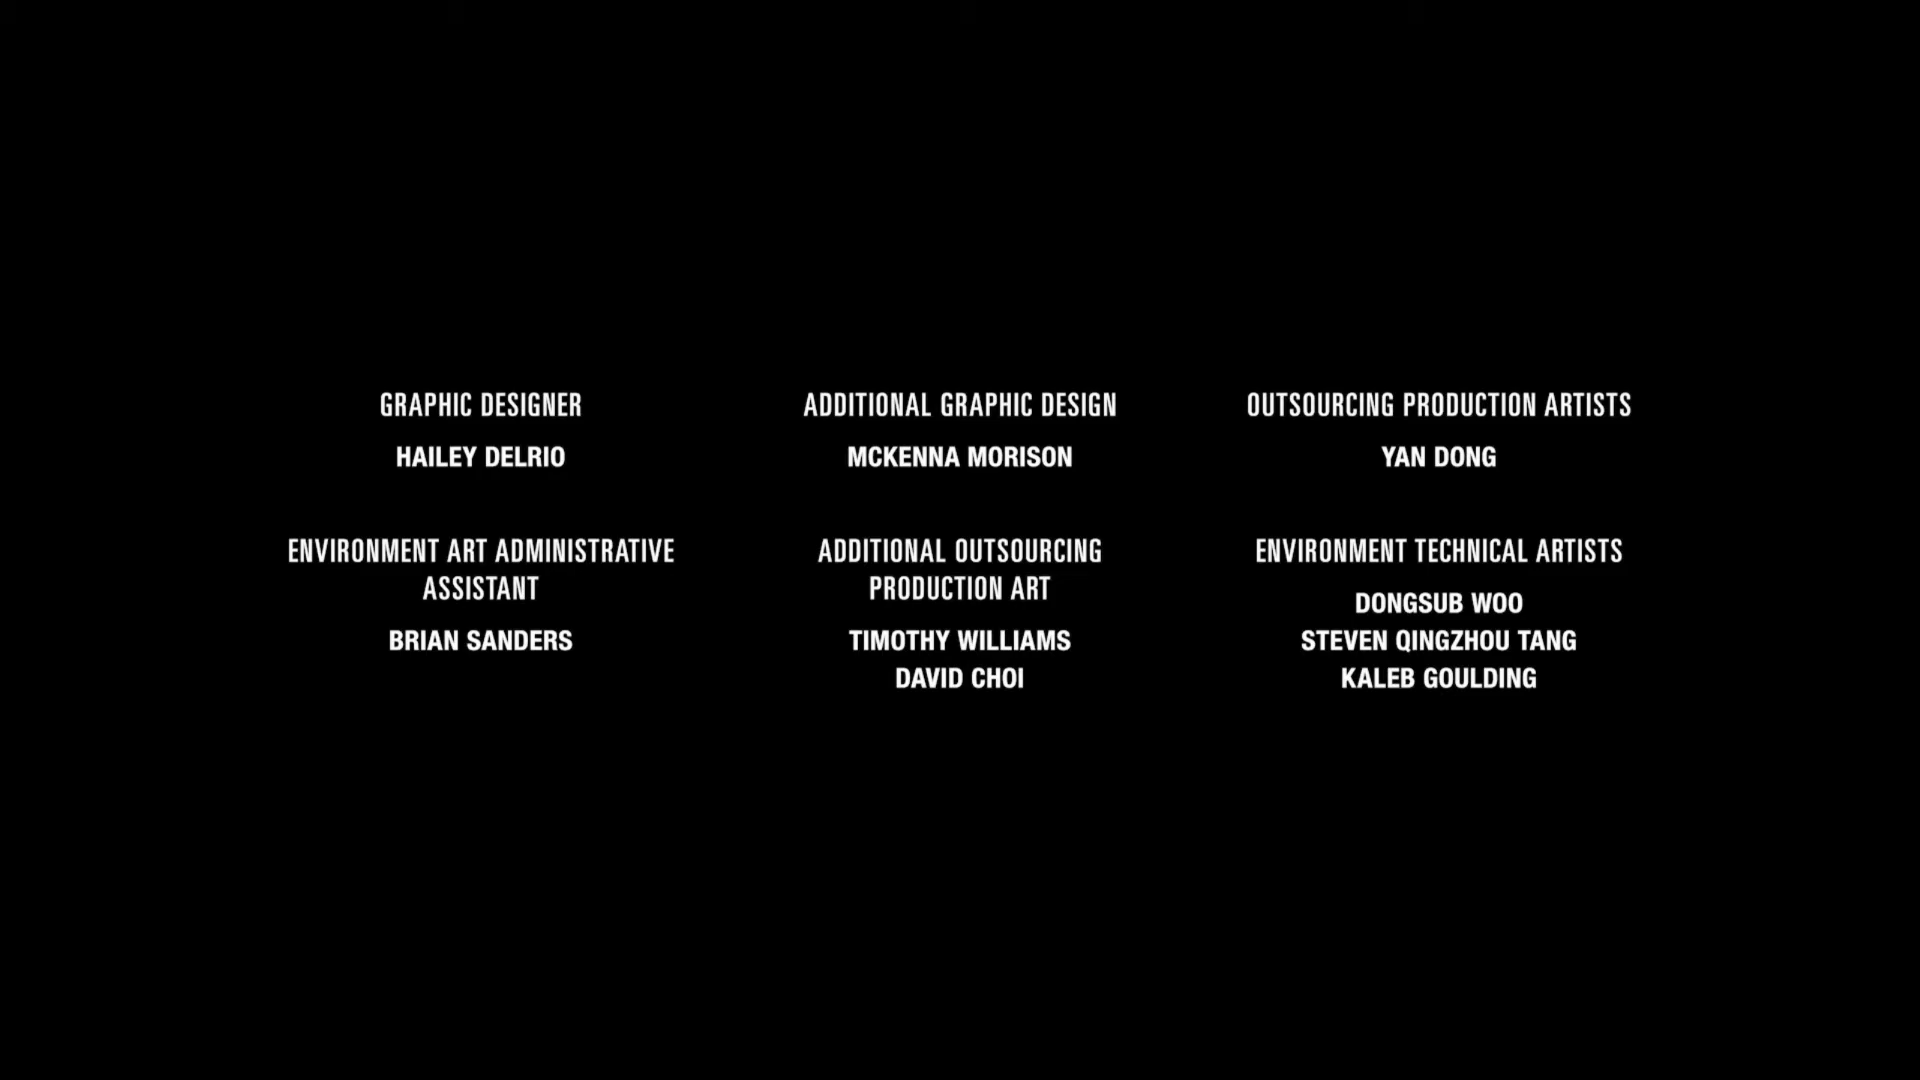 GRAPHIC DESIGNER
HAILEY DELRIO
ADDITIONAL GRAPHIC DESIGN
MCKENNA MORISON
OUTSOURCING PRODUCTION ARTISTS
YAN DONG
ENVIRONMENT ART ADMINISTRATIVE
ASSISTANT
BRIAN SANDERS
ADDITIONAL OUTSOURCING
PRODUCTION ART
TIMOTHY WILLIAMS
DAVID CHOI
ENVIRONMENT TECHNICAL ARTISTS
DONGSUB WOO
STEVEN QINGZHOU TANG
KALEB GOULDING